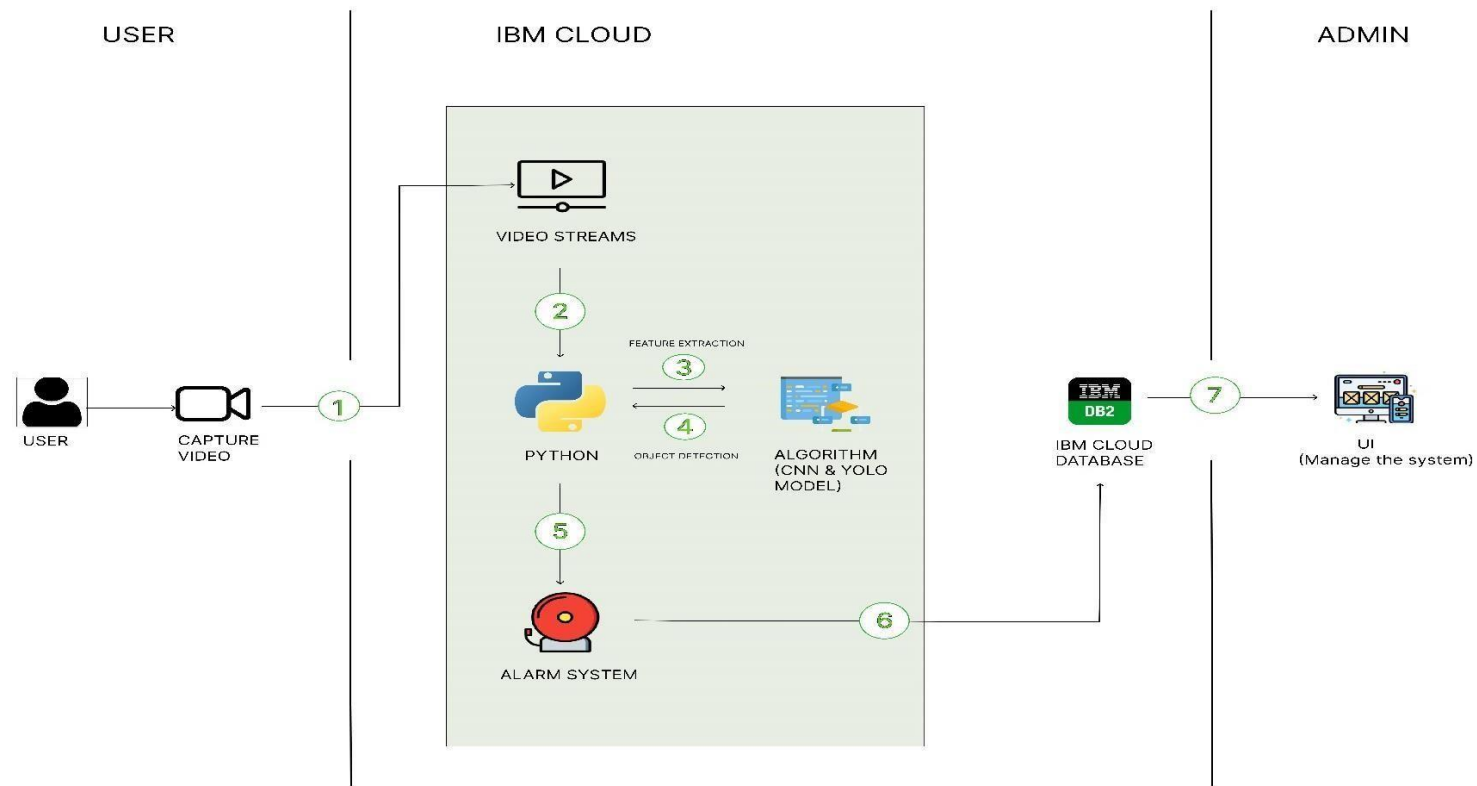 USER
IBM CLOUD
ADMIN
VIDEO STREAMS
2
FEATURE EXTRACTION
3
1
USER
CAPTURE
VIDEO
PYTHON
4
OBJECT DETECTION
ALGORITHM
(CNN & YOLO
MODEL)
IBM
DB2
IBM CLOUD
DATABASE
7
UI
(Manage the system)
5
6
ALARM SYSTEM